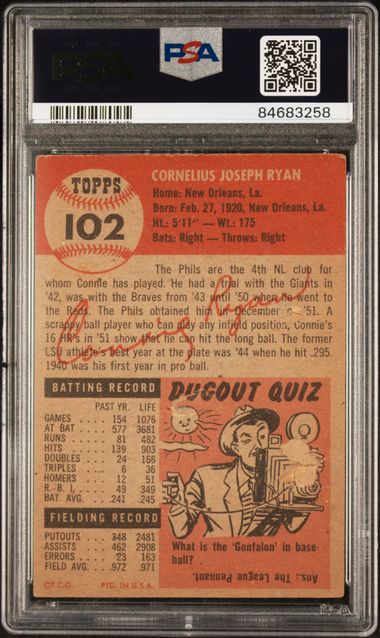 PSA
PSA
84683258
TOPPS
102
CORNELIUS JOSEPH RYAN
Home: New Orleans, La.
Born: Feb. 27, 1920, New Orleans, La.
Ht.: 5'11" — Wt.: 175
Bats: Right - Throws: Right
The Phils are the 4th NL club for
whom Connie has played. He had a trial with the Giants in
'42, was with the Braves from '43 until '50 when he went to
the Reds. The Phils obtained him in December of '51. A
scrappy ball player who can play any infield position, Connie's
16 HR's in '51 show that he can hit the long ball. The former
LSU athlete's best year at the plate was '44 when he hit .295.
1940 was his first year in pro ball.
Connie Ryan
BATTING RECORD
PAST YR. LIFE
GAMES 154 1076
AT BAT 577 3681
RUNS 81 482
HITS 139 903
DOUBLES 24 166
TRIPLES 6 36
HOMERS 12 51
R.B.I. 49 349
BAT. AVG. .241 .245
FIELDING RECORD
PUTOUTS 348 2481
ASSISTS 462 2908
ERRORS 23 163
FIELD AVG. .972 .971
©T.C.G. PTD. IN U.S.A.
DUGOUT QUIZ
What is the 'Gonfalon' in base-
ball?
Ans.: The League Pennant.